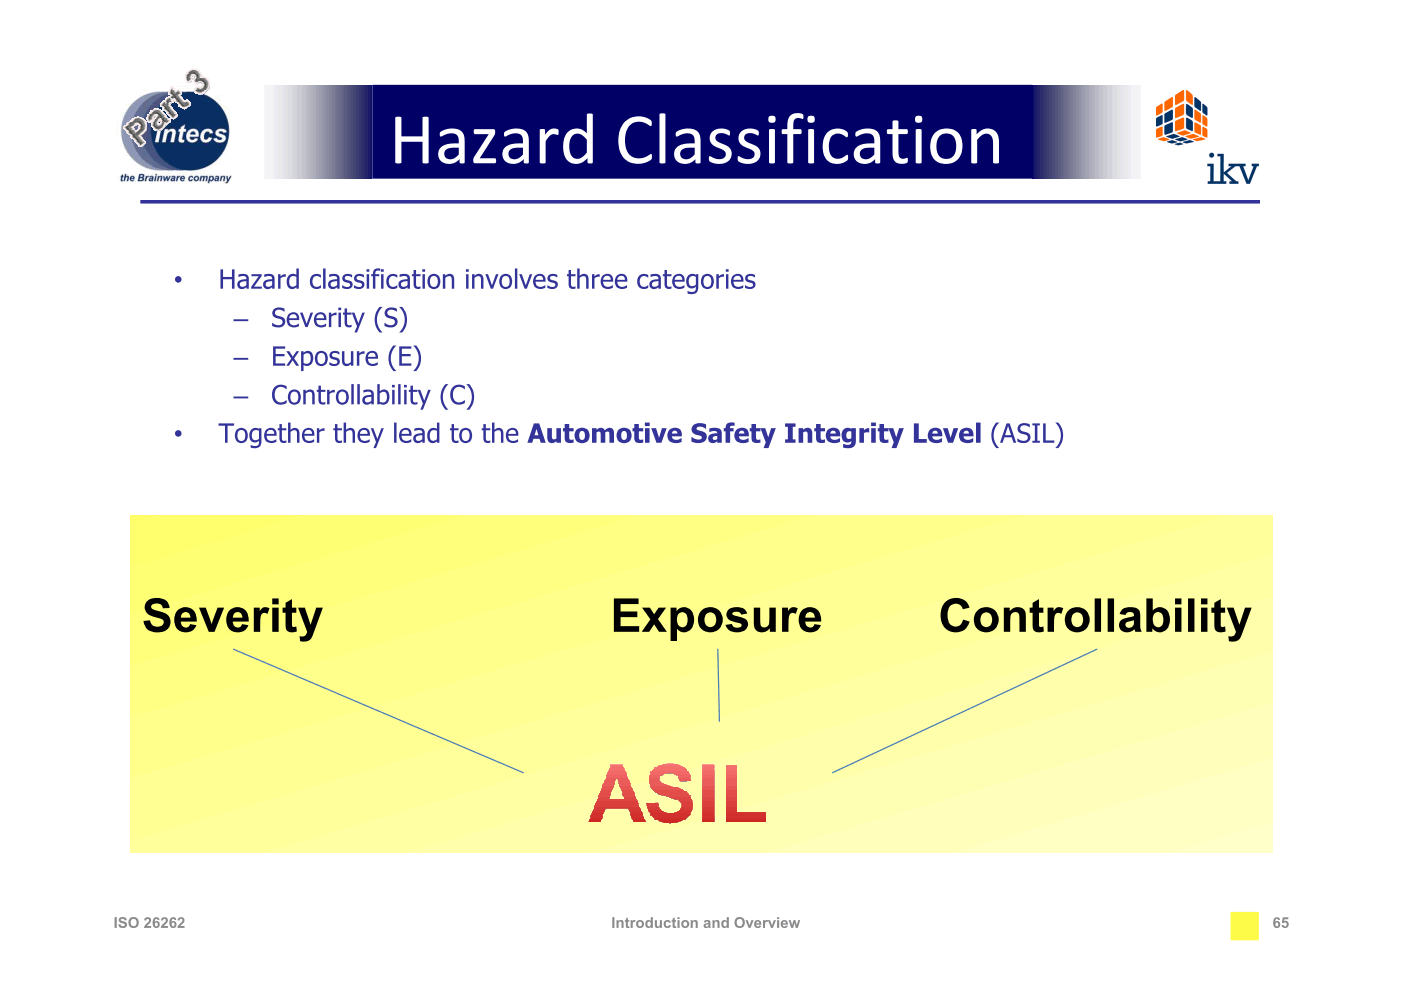 Part 3
intecs
the Brainware company
Hazard Classification
ikv
• Hazard classification involves three categories
– Severity (S)
– Exposure (E)
– Controllability (C)
• Together they lead to the Automotive Safety Integrity Level (ASIL)
Severity Exposure Controllability
ASIL
ISO 26262 Introduction and Overview 65